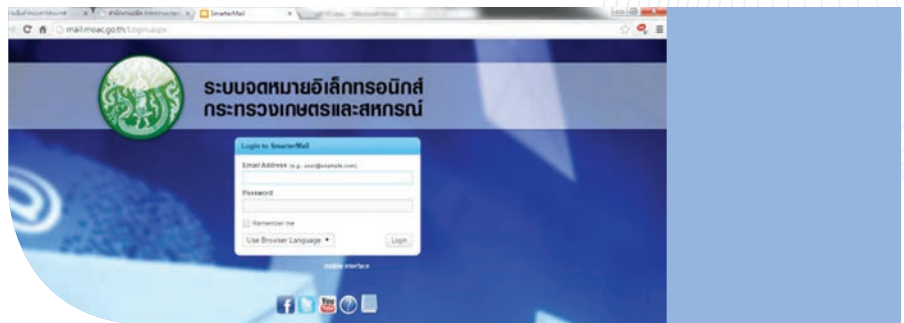 SmarterMail
mail.moac.go.th/Login.aspx
ระบบจดหมายอิเล็กทรอนิกส์
กระทรวงเกษตรและสหกรณ์
Login to SmarterMail
Email Address (e.g., user@example.com)
Password
Remember me
Use Browser Language
Login
mobile interface
f
You
Tube
?